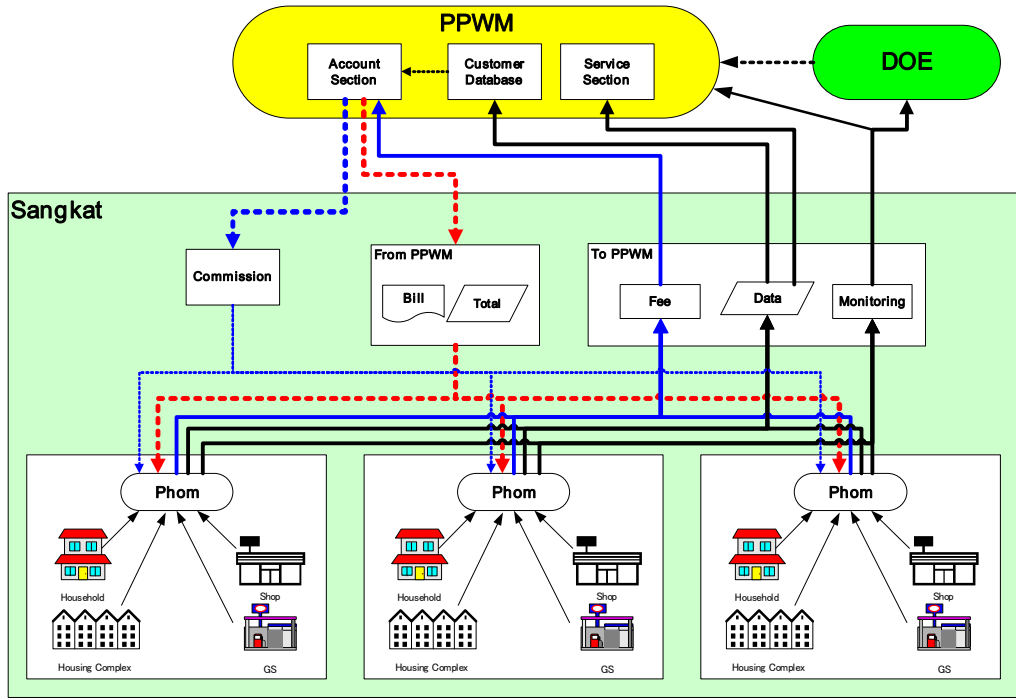 PPWM
Account
Section
Customer
Database
Service
Section
DOE
Sangkat
Commission
From PPWM
Bill
Total
To PPWM
Fee
Data
Monitoring
Phom
Household
Shop
Housing Complex
GS
Phom
Household
Shop
Housing Complex
GS
Phom
Household
Shop
Housing Complex
GS